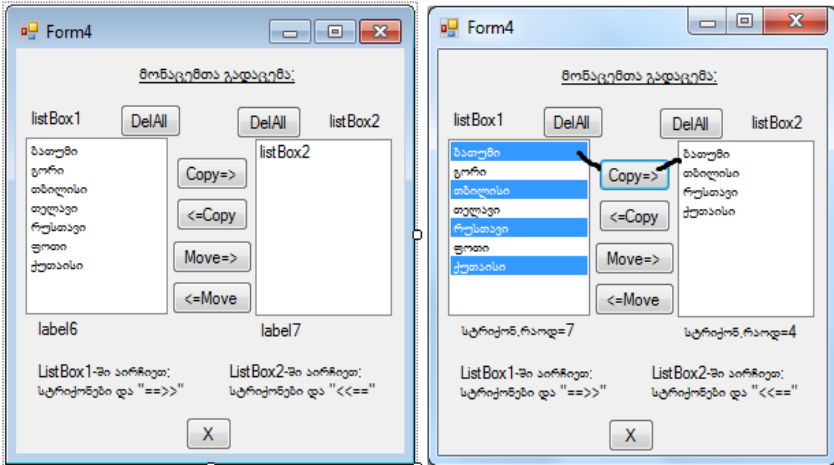 Form4
მონაცემთა გადაცემა:
listBox1 DelAll DelAll listBox2
ბათუმი
გორი
თბილისი
თელავი
რუსთავი
ფოთი
ქუთაისი
Copy=>
<=Copy
Move=>
<=Move
listBox2
label6 label7
ListBox1-ში აირჩიეთ: ListBox2-ში აირჩიეთ:
სტრიქონები და "==>>" სტრიქონები და "<<=="
X
Form4
მონაცემთა გადაცემა:
listBox1 DelAll DelAll listBox2
ბათუმი
გორი
თბილისი
თელავი
რუსთავი
ფოთი
ქუთაისი
Copy=>
<=Copy
Move=>
<=Move
ბათუმი
თბილისი
რუსთავი
ქუთაისი
სტრიქონ.რაოდ=7 სტრიქონ.რაოდ=4
ListBox1-ში აირჩიეთ: ListBox2-ში აირჩიეთ:
სტრიქონები და "==>>" სტრიქონები და "<<=="
X